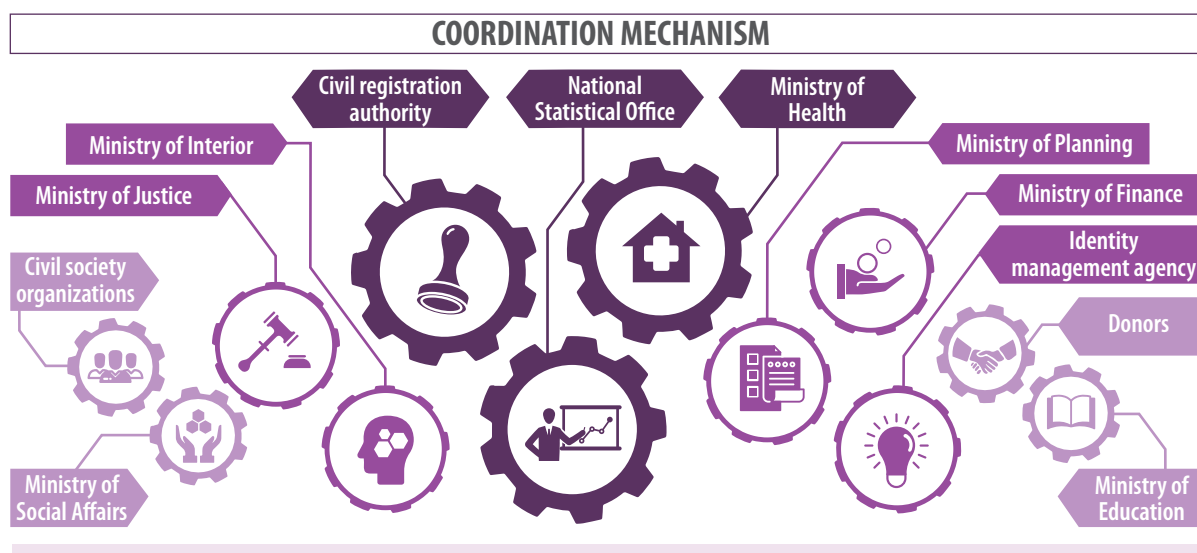 COORDINATION MECHANISM
Civil registration
authority
National
Statistical Office
Ministry of
Health
Ministry of Interior
Ministry of Planning
Ministry of Justice
Ministry of Finance
Civil society
organizations
Identity
management agency
Donors
Ministry of
Social Affairs
Ministry of
Education